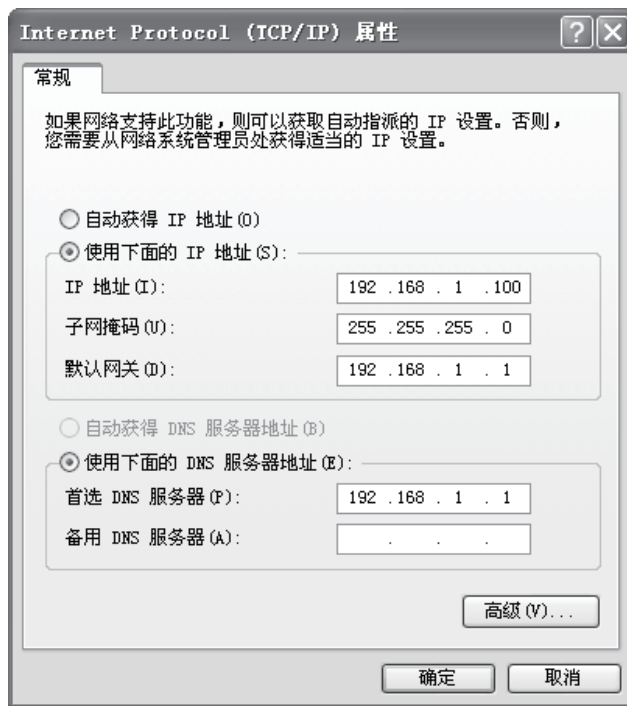 Internet Protocol (TCP/IP) 属性
常规
如果网络支持此功能，则可以获取自动指派的 IP 设置。否则，
您需要从网络系统管理员处获得适当的 IP 设置。
自动获得 IP 地址(O)
使用下面的 IP 地址(S):
IP 地址(I): 192 .168 . 1 .100
子网掩码(U): 255 .255 .255 . 0
默认网关(D): 192 .168 . 1 . 1
自动获得 DNS 服务器地址(B)
使用下面的 DNS 服务器地址(E):
首选 DNS 服务器(P): 192 .168 . 1 . 1
备用 DNS 服务器(A): . . .
高级(V)...
确定 取消